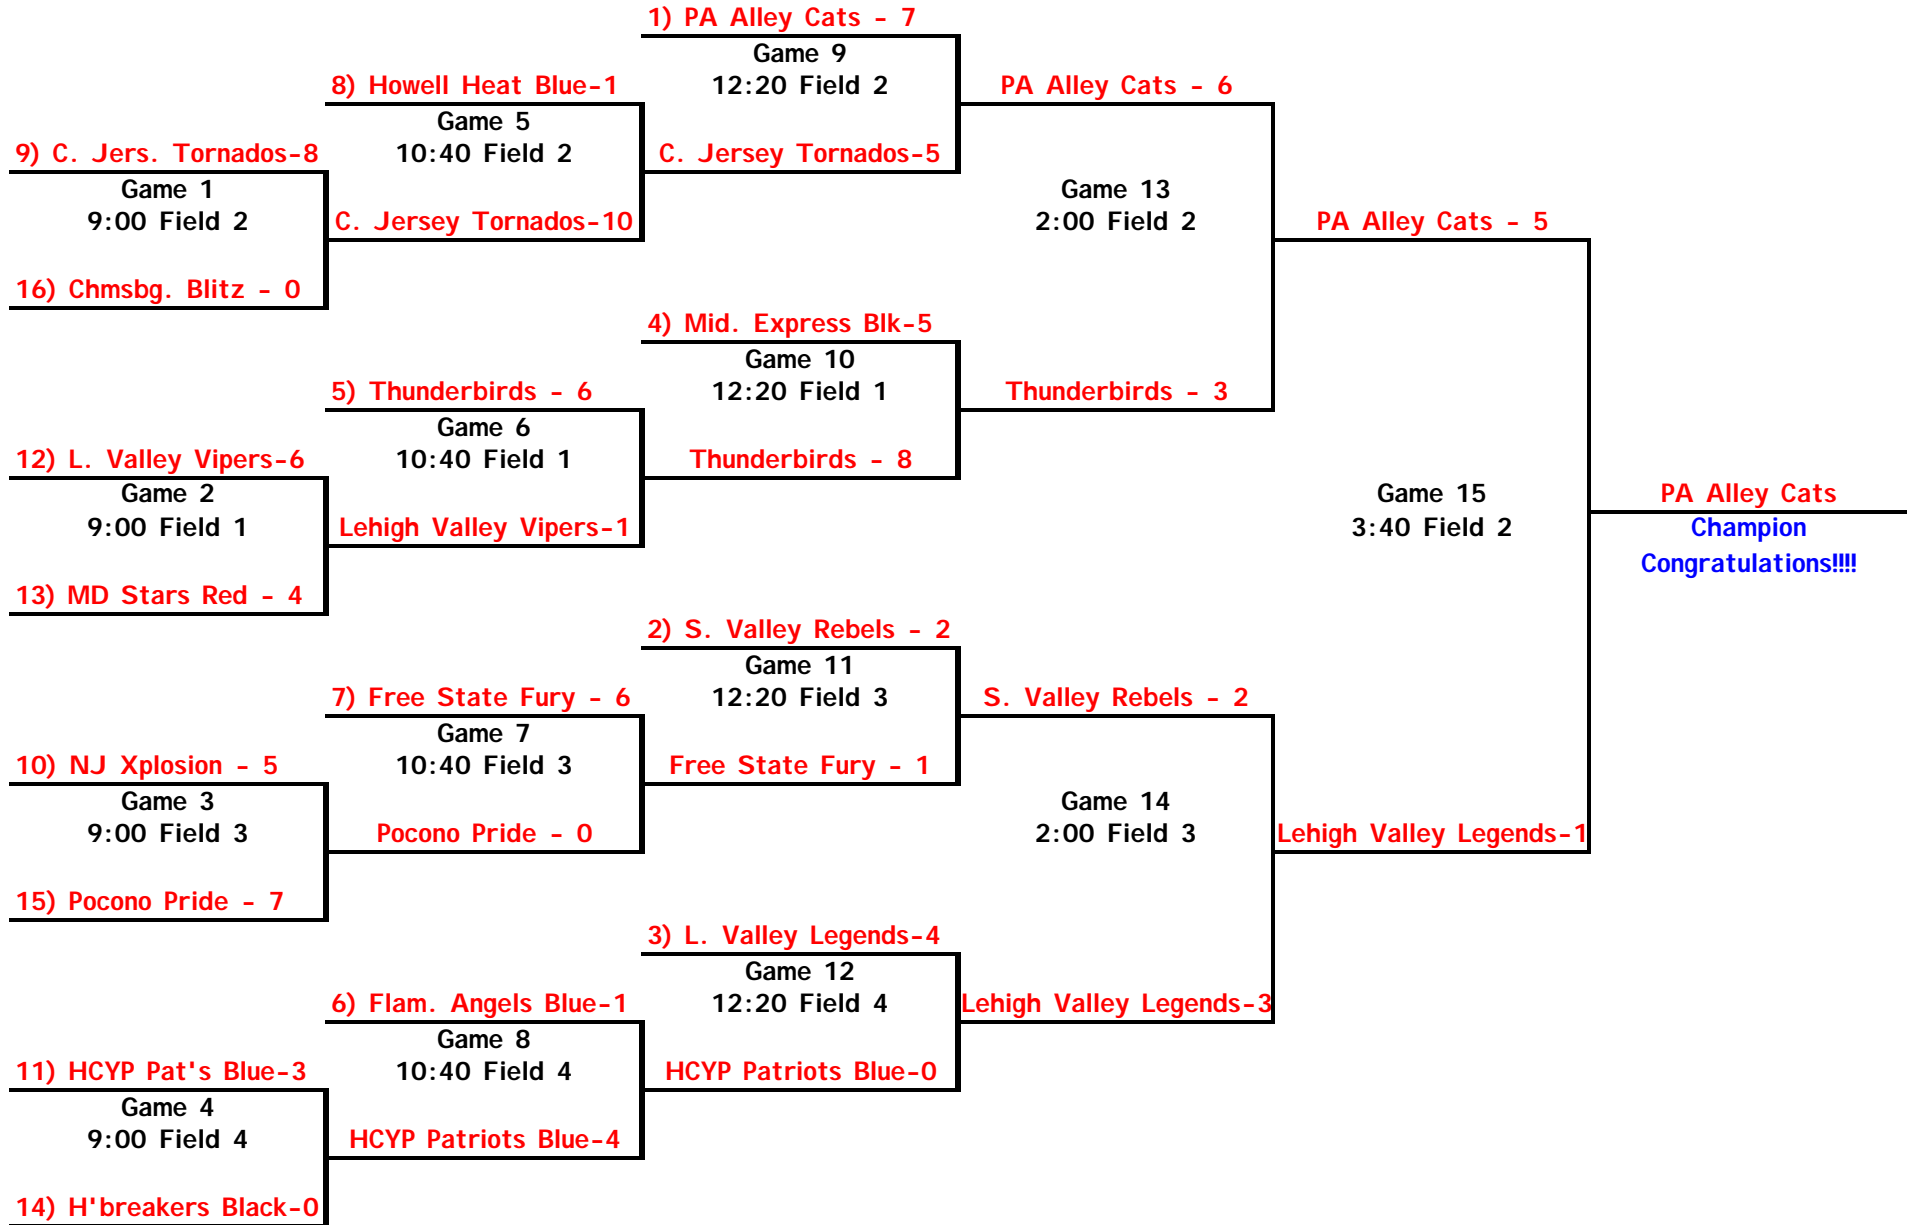 1) PA Alley Cats - 7
Game 9
8) Howell Heat Blue-1
12:20 Field 2
PA Alley Cats - 6
Game 5
9) C. Jers. Tornados-8
10:40 Field 2
C. Jersey Tornados-5
Game 1
Game 13
9:00 Field 2
C. Jersey Tornados-10
2:00 Field 2
PA Alley Cats - 5
16) Chmsbg. Blitz - 0
4) Mid. Express Blk-5
Game 10
5) Thunderbirds - 6
12:20 Field 1
Thunderbirds - 3
Game 6
12) L. Valley Vipers-6
10:40 Field 1
Thunderbirds - 8
Game 2
Game 15
PA Alley Cats
9:00 Field 1
Lehigh Valley Vipers-1
3:40 Field 2
Champion
Congratulations!!!!
13) MD Stars Red - 4
2) S. Valley Rebels - 2
Game 11
7) Free State Fury - 6
12:20 Field 3
S. Valley Rebels - 2
Game 7
10) NJ Xplosion - 5
10:40 Field 3
Free State Fury - 1
Game 3
Game 14
9:00 Field 3
Pocono Pride - 0
2:00 Field 3
Lehigh Valley Legends-1
15) Pocono Pride - 7
3) L. Valley Legends-4
Game 12
6) Flam. Angels Blue-1
12:20 Field 4
Lehigh Valley Legends-3
Game 8
11) HCYP Pat's Blue-3
10:40 Field 4
HCYP Patriots Blue-0
Game 4
9:00 Field 4
HCYP Patriots Blue-4
14) H'breakers Black-0